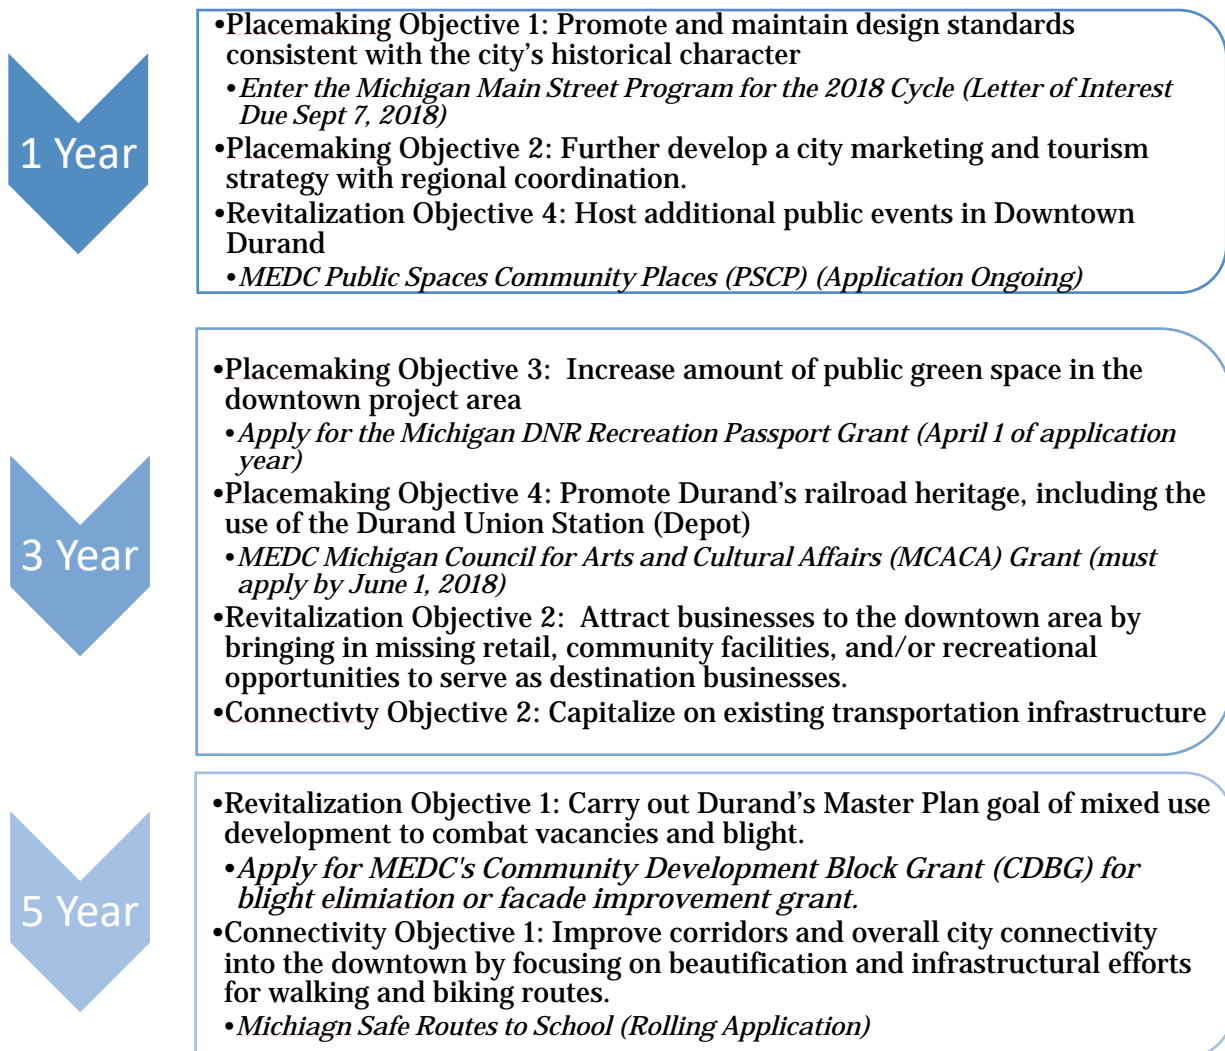 1 Year
•Placemaking Objective 1: Promote and maintain design standards
consistent with the city's historical character
•Enter the Michigan Main Street Program for the 2018 Cycle (Letter of Interest
Due Sept 7, 2018)
•Placemaking Objective 2: Further develop a city marketing and tourism
strategy with regional coordination.
•Revitalization Objective 4: Host additional public events in Downtown
Durand
•MEDC Public Spaces Community Places (PSCP) (Application Ongoing)
3 Year
•Placemaking Objective 3:  Increase amount of public green space in the
downtown project area
•Apply for the Michigan DNR Recreation Passport Grant (April 1 of application
year)
•Placemaking Objective 4: Promote Durand's railroad heritage, including the
use of the Durand Union Station (Depot)
•MEDC Michigan Council for Arts and Cultural Affairs (MCACA) Grant (must
apply by June 1, 2018)
•Revitalization Objective 2:  Attract businesses to the downtown area by
bringing in missing retail, community facilities, and/or recreational
opportunities to serve as destination businesses.
•Connectivty Objective 2: Capitalize on existing transportation infrastructure
5 Year
•Revitalization Objective 1: Carry out Durand's Master Plan goal of mixed use
development to combat vacancies and blight.
•Apply for MEDC's Community Development Block Grant (CDBG) for
blight elimiation or facade improvement grant.
•Connectivity Objective 1: Improve corridors and overall city connectivity
into the downtown by focusing on beautification and infrastructural efforts
for walking and biking routes.
•Michiagn Safe Routes to School (Rolling Application)